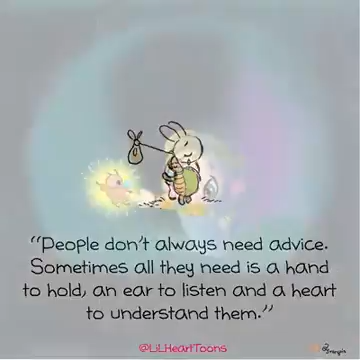 “People don't always need advice.
Sometimes all they need is a hand
to hold, an ear to listen and a heart
to understand them.”
@LiLHeartToons